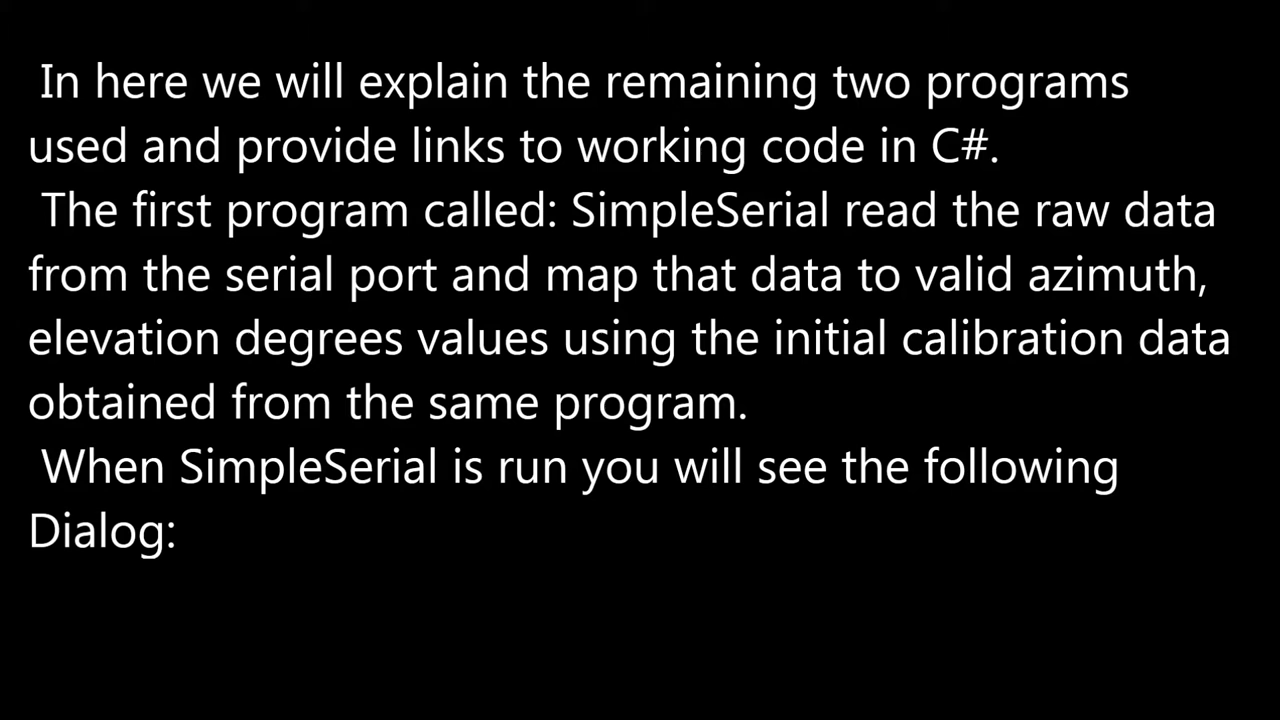 In here we will explain the remaining two programs
used and provide links to working code in C#.
The first program called: SimpleSerial read the raw data
from the serial port and map that data to valid azimuth,
elevation degrees values using the initial calibration data
obtained from the same program.
When SimpleSerial is run you will see the following
Dialog: